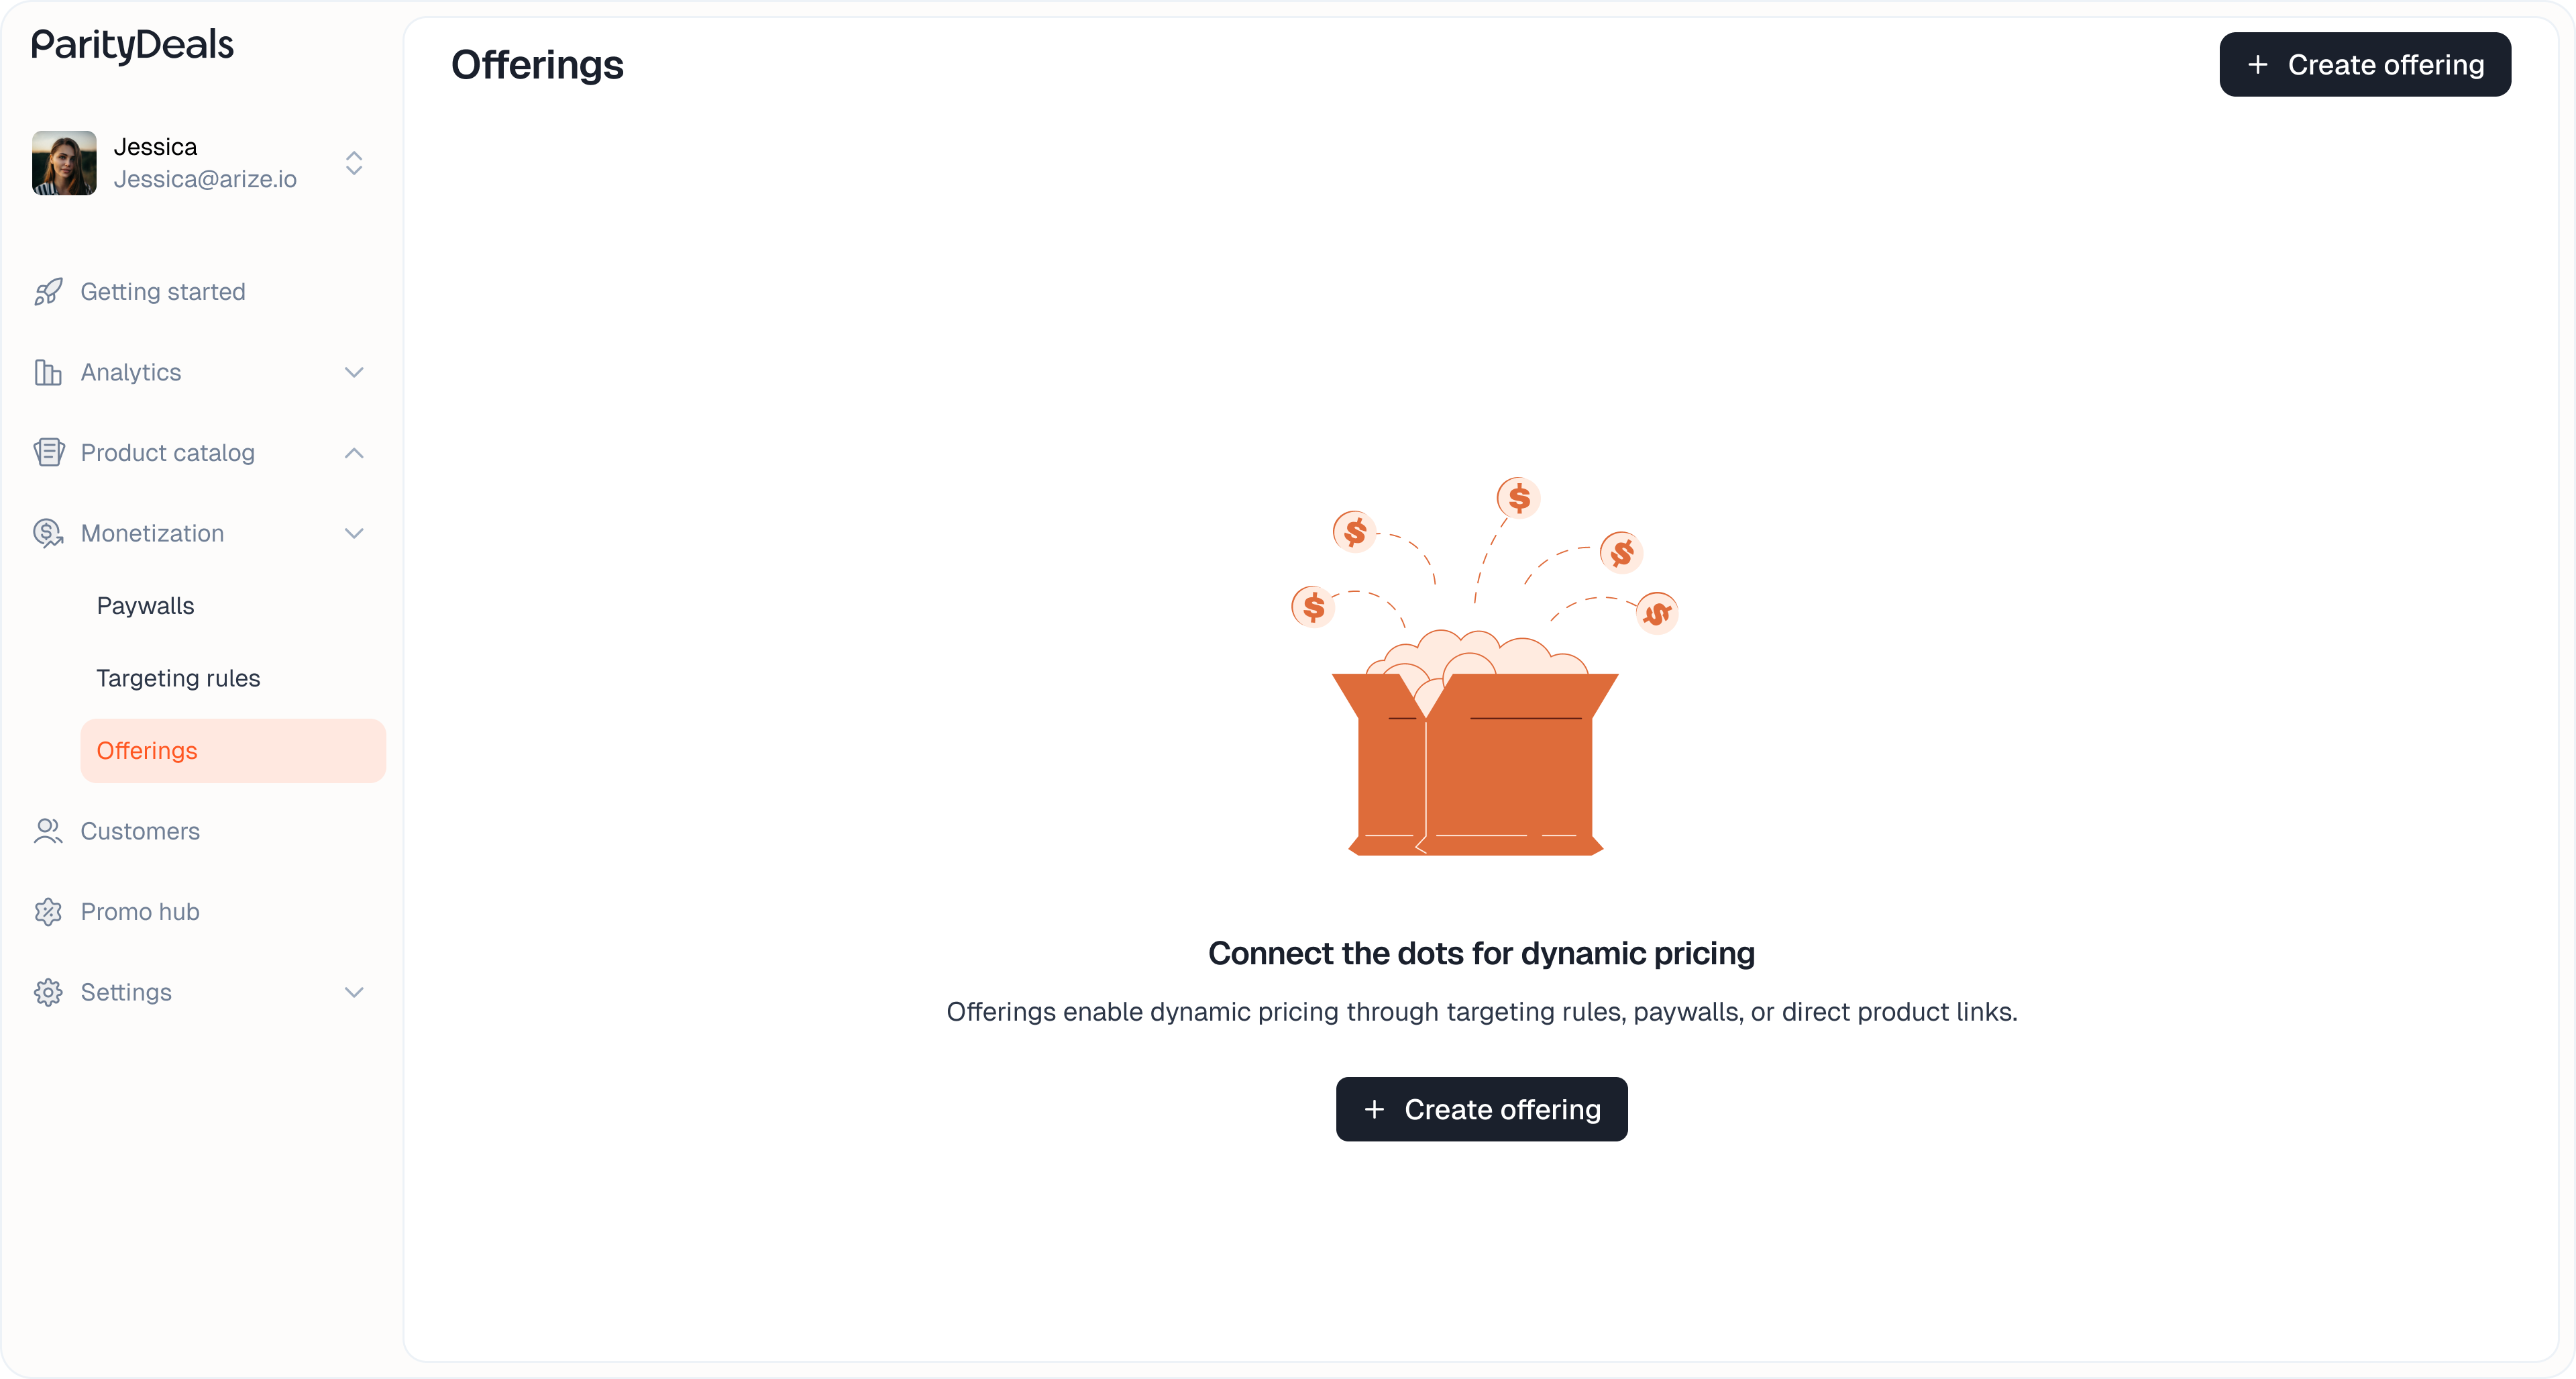 ParityDeals
Jessica
Jessica@arize.io
Getting started
Analytics
Product catalog
Monetization
Paywalls
Targeting rules
Offerings
Customers
Promo hub
Settings
Offerings
+ Create offering
$
$
$
$
$
Connect the dots for dynamic pricing
Offerings enable dynamic pricing through targeting rules, paywalls, or direct product links.
+ Create offering